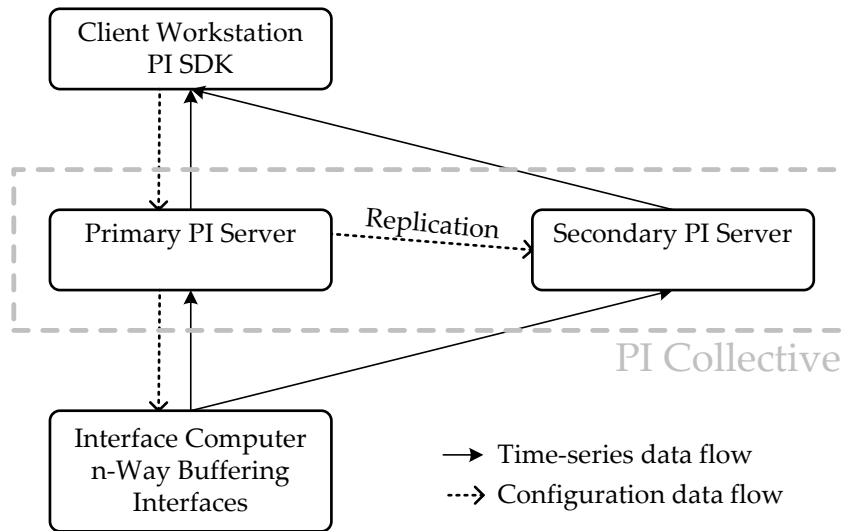 Client Workstation
PI SDK
Primary PI Server
Replication
Secondary PI Server
PI Collective
Interface Computer
n-Way Buffering
Interfaces
Time-series data flow
Configuration data flow